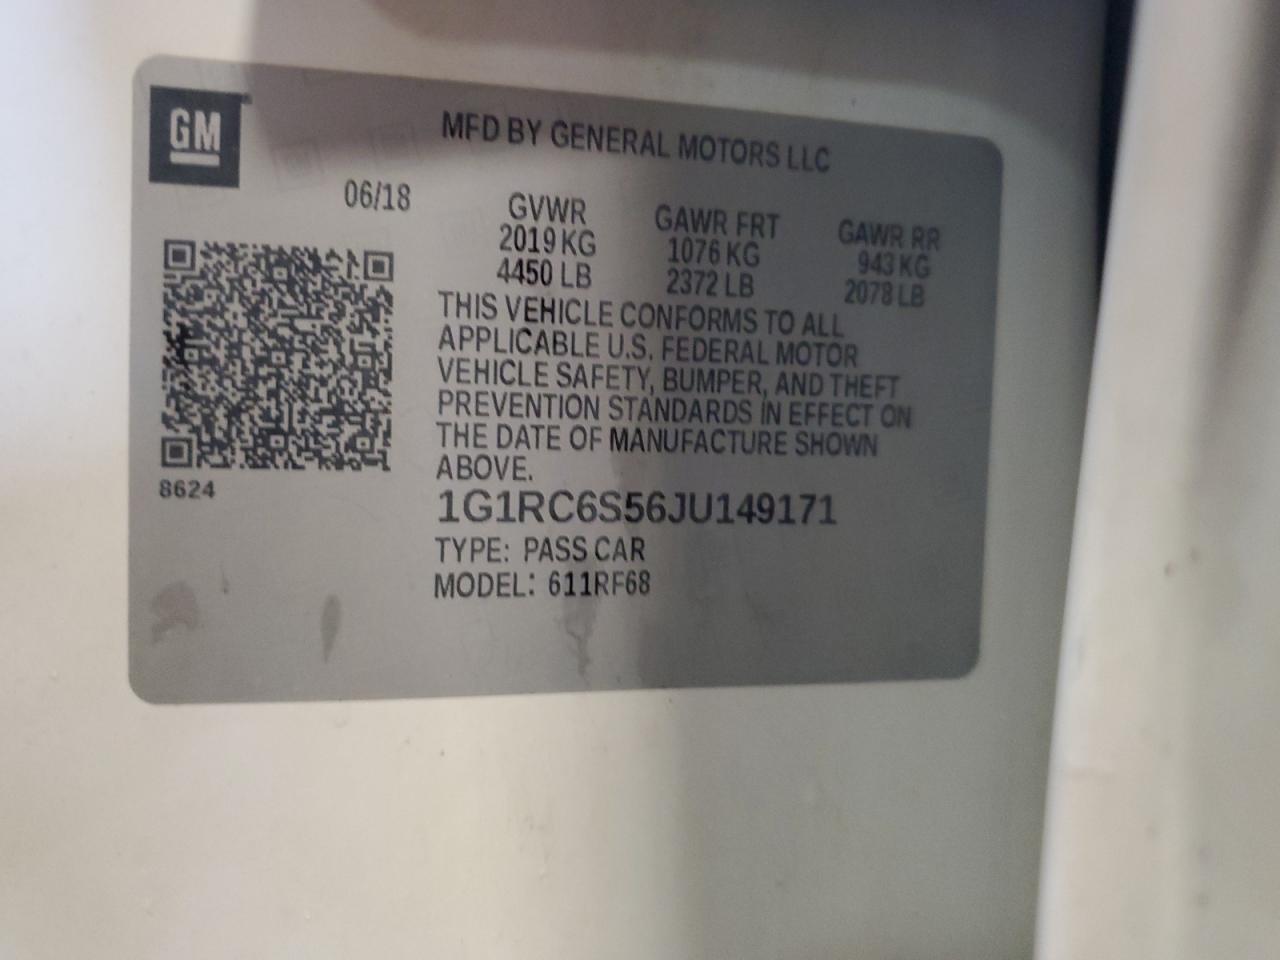 GM
MFD BY GENERAL MOTORS LLC
06/18
GVWR GAWR FRT GAWR RR
2019 KG 1076 KG 943 KG
4450 LB 2372 LB 2078 LB
THIS VEHICLE CONFORMS TO ALL
APPLICABLE U.S. FEDERAL MOTOR
VEHICLE SAFETY, BUMPER, AND THEFT
PREVENTION STANDARDS IN EFFECT ON
THE DATE OF MANUFACTURE SHOWN
ABOVE.
8624
1G1RC6S56JU149171
TYPE: PASS CAR
MODEL: 611RF68